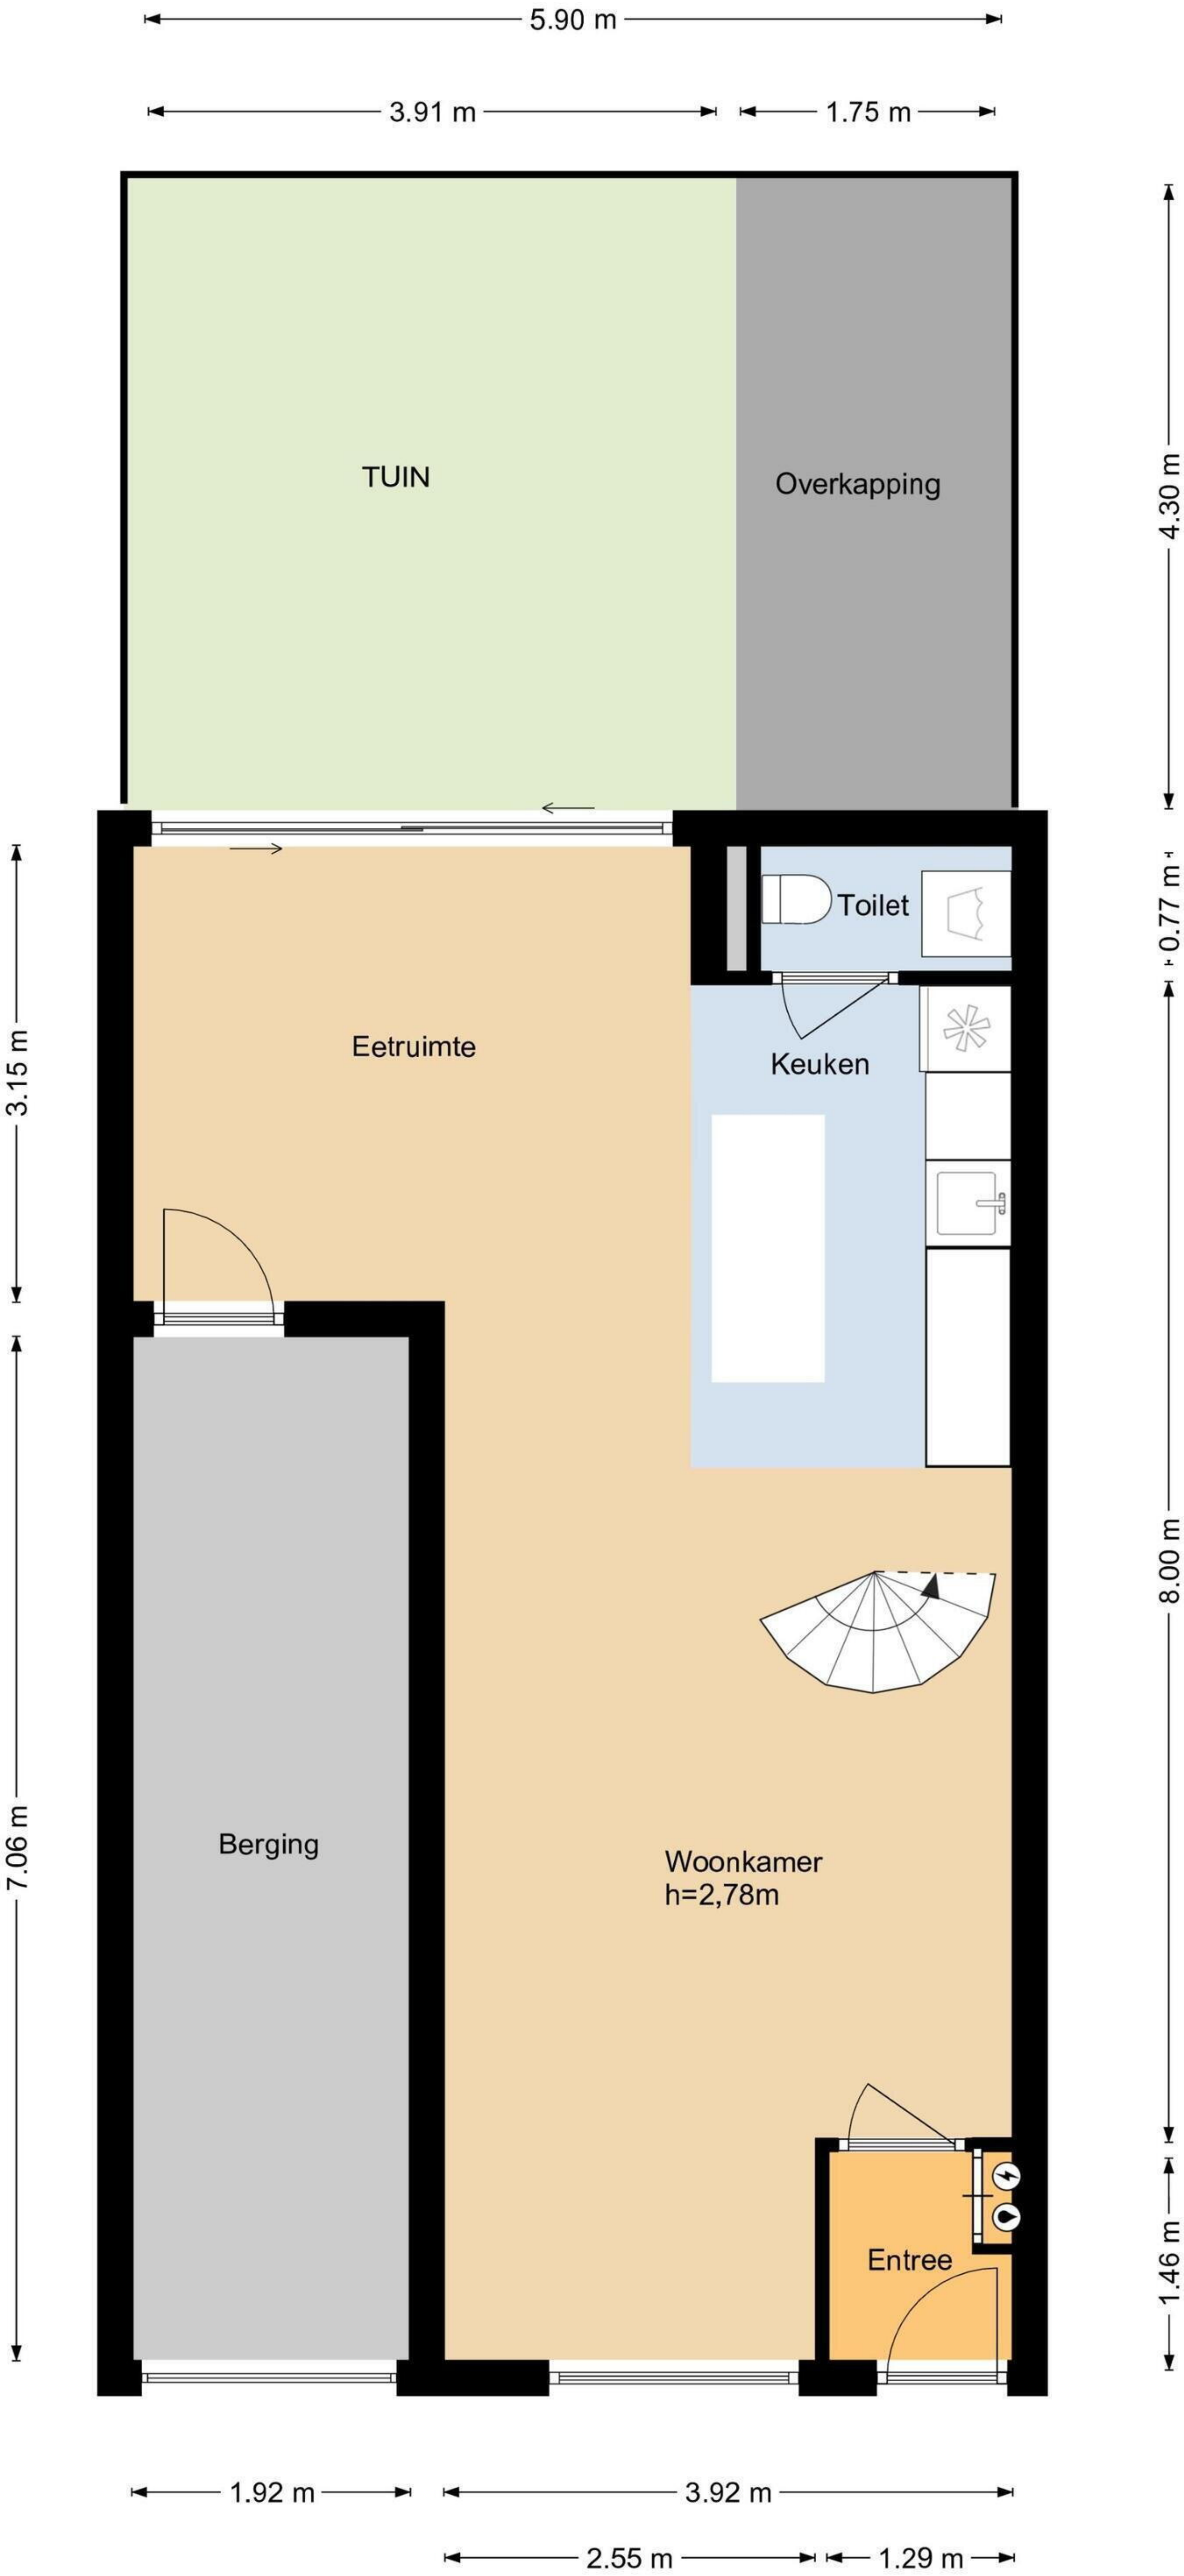 5.90 m
3.91 m
1.75 m
TUIN
Overkapping
4.30 m
Toilet
0.77 m
Eetruimte
Keuken
3.15 m
8.00 m
Berging
Woonkamer
h=2,78m
7.06 m
Entree
1.46 m
1.92 m
3.92 m
2.55 m
1.29 m